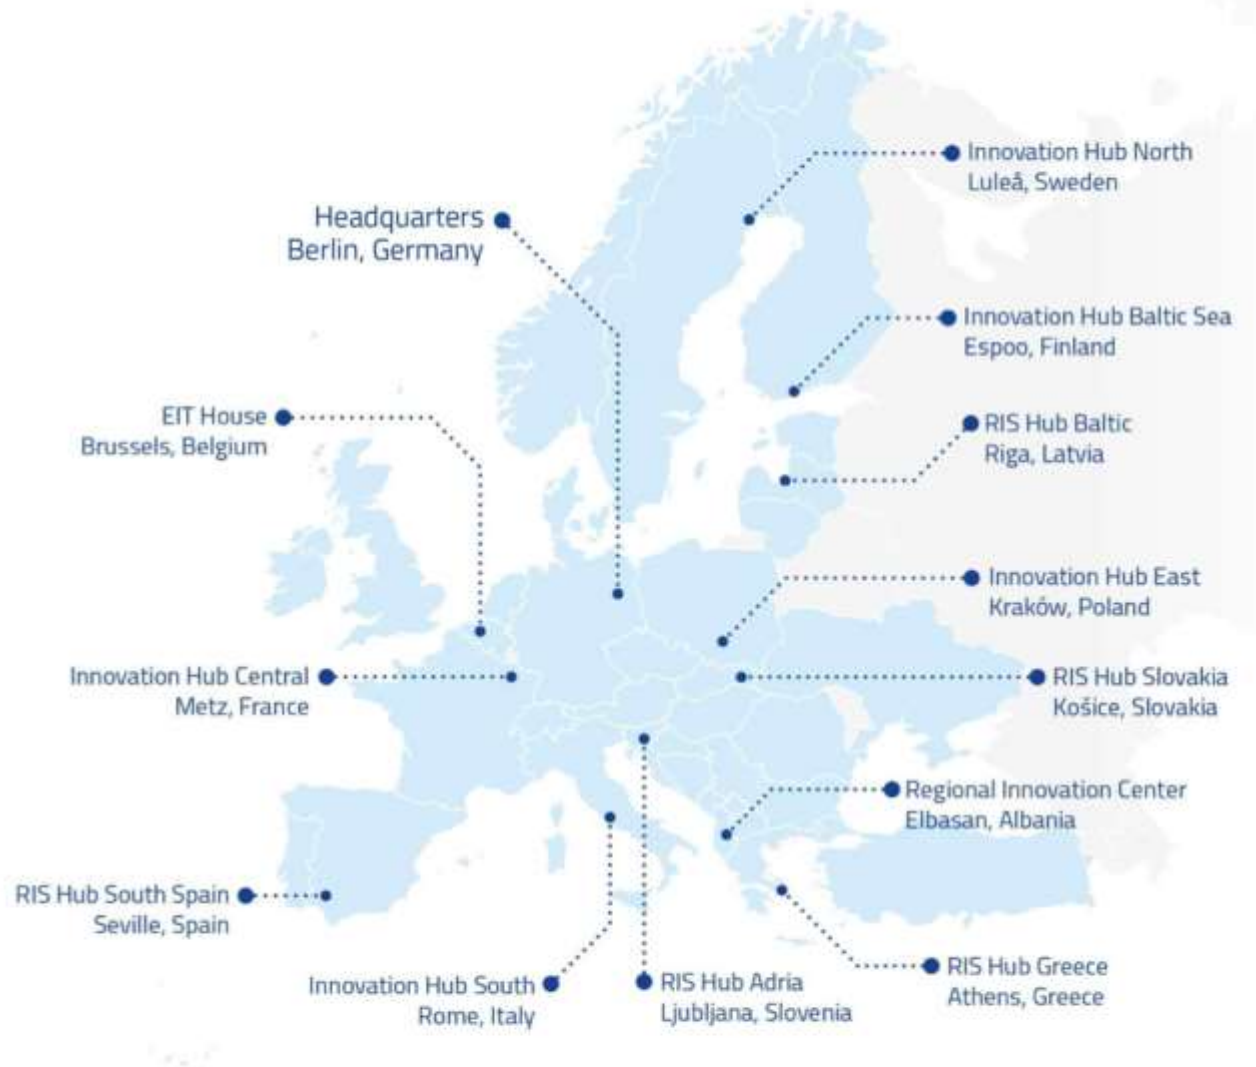 Innovation Hub North
Luleå, Sweden
Headquarters
Berlin, Germany
Innovation Hub Baltic Sea
Espoo, Finland
EIT House
Brussels, Belgium
RIS Hub Baltic
Riga, Latvia
Innovation Hub East
Kraków, Poland
Innovation Hub Central
Metz, France
RIS Hub Slovakia
Košice, Slovakia
Regional Innovation Center
Elbasan, Albania
RIS Hub South Spain
Seville, Spain
Innovation Hub South
Rome, Italy
RIS Hub Adria
Ljubljana, Slovenia
RIS Hub Greece
Athens, Greece